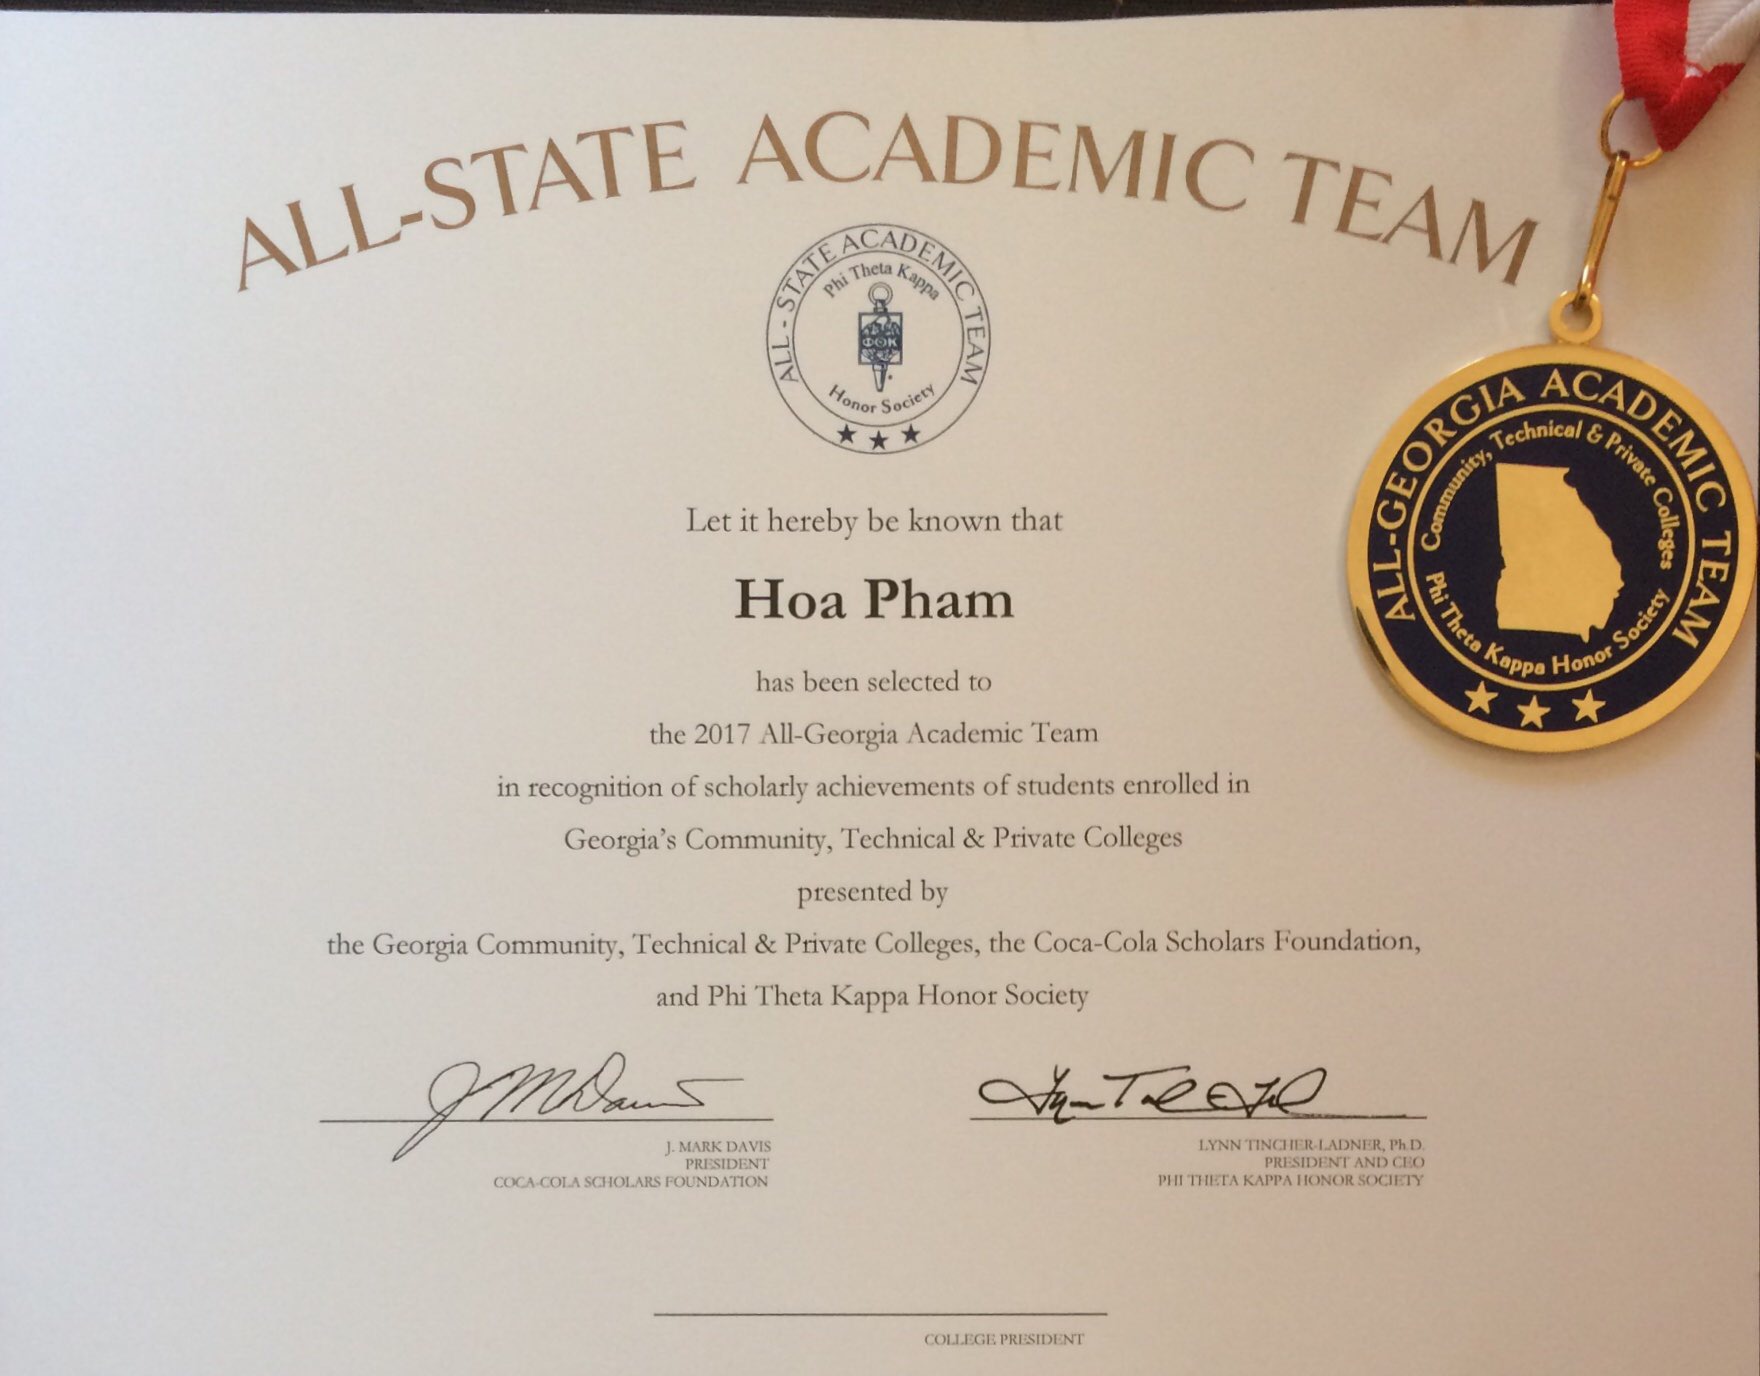 ALL-STATE ACADEMIC TEAM
ALL - STATE ACADEMIC TEAM
Phi Theta Kappa
ΦΘΚ
Honor Society
Let it hereby be known that
Hoa Pham
has been selected to
the 2017 All-Georgia Academic Team
in recognition of scholarly achievements of students enrolled in
Georgia’s Community, Technical & Private Colleges
presented by
the Georgia Community, Technical & Private Colleges, the Coca-Cola Scholars Foundation,
and Phi Theta Kappa Honor Society
J. MARK DAVIS
PRESIDENT
COCA-COLA SCHOLARS FOUNDATION
LYNN TINCHER-LADNER, Ph.D.
PRESIDENT AND CEO
PHI THETA KAPPA HONOR SOCIETY
COLLEGE PRESIDENT
ALL-GEORGIA ACADEMIC TEAM
Community, Technical & Private Colleges
Phi Theta Kappa Honor Society